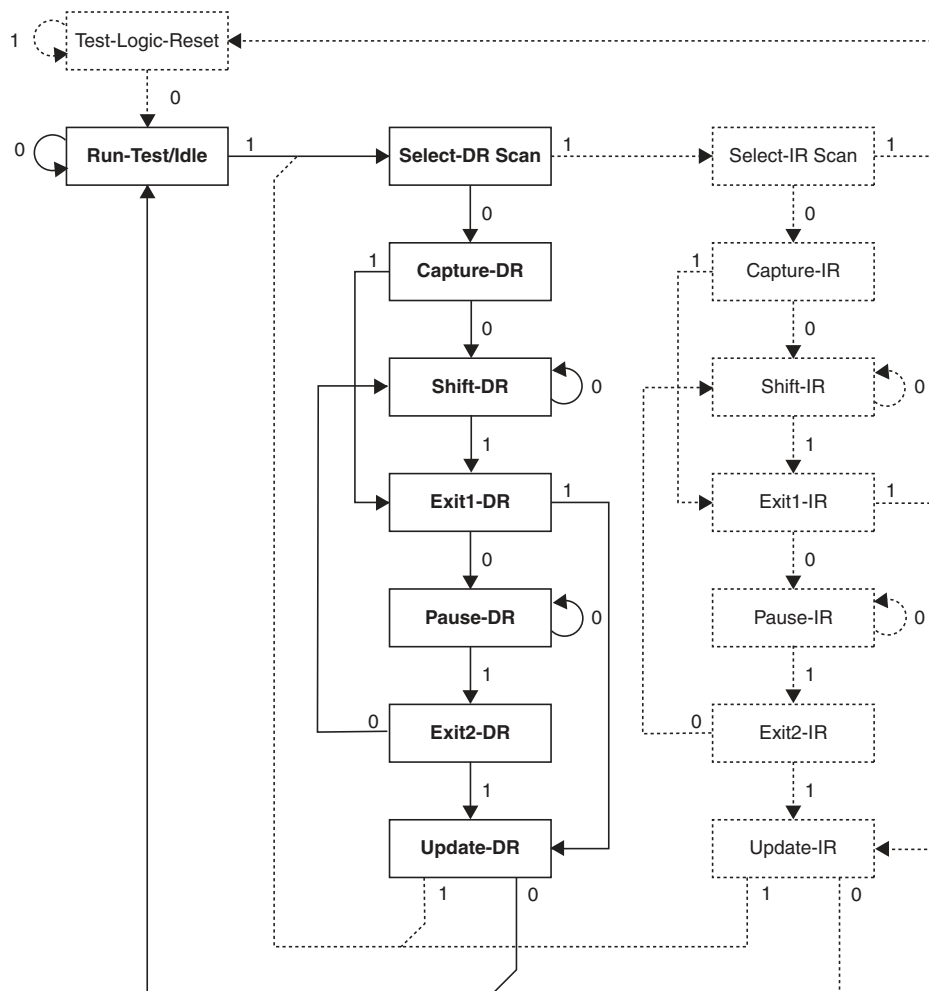 1
Test-Logic-Reset
0
0
Run-Test/Idle
1
Select-DR Scan
1
Select-IR Scan
1
0
0
1
Capture-DR
1
Capture-IR
0
0
Shift-DR
0
Shift-IR
0
1
1
Exit1-DR
1
Exit1-IR
1
0
0
Pause-DR
0
Pause-IR
0
1
1
0
Exit2-DR
0
Exit2-IR
1
1
Update-DR
Update-IR
1
0
1
0